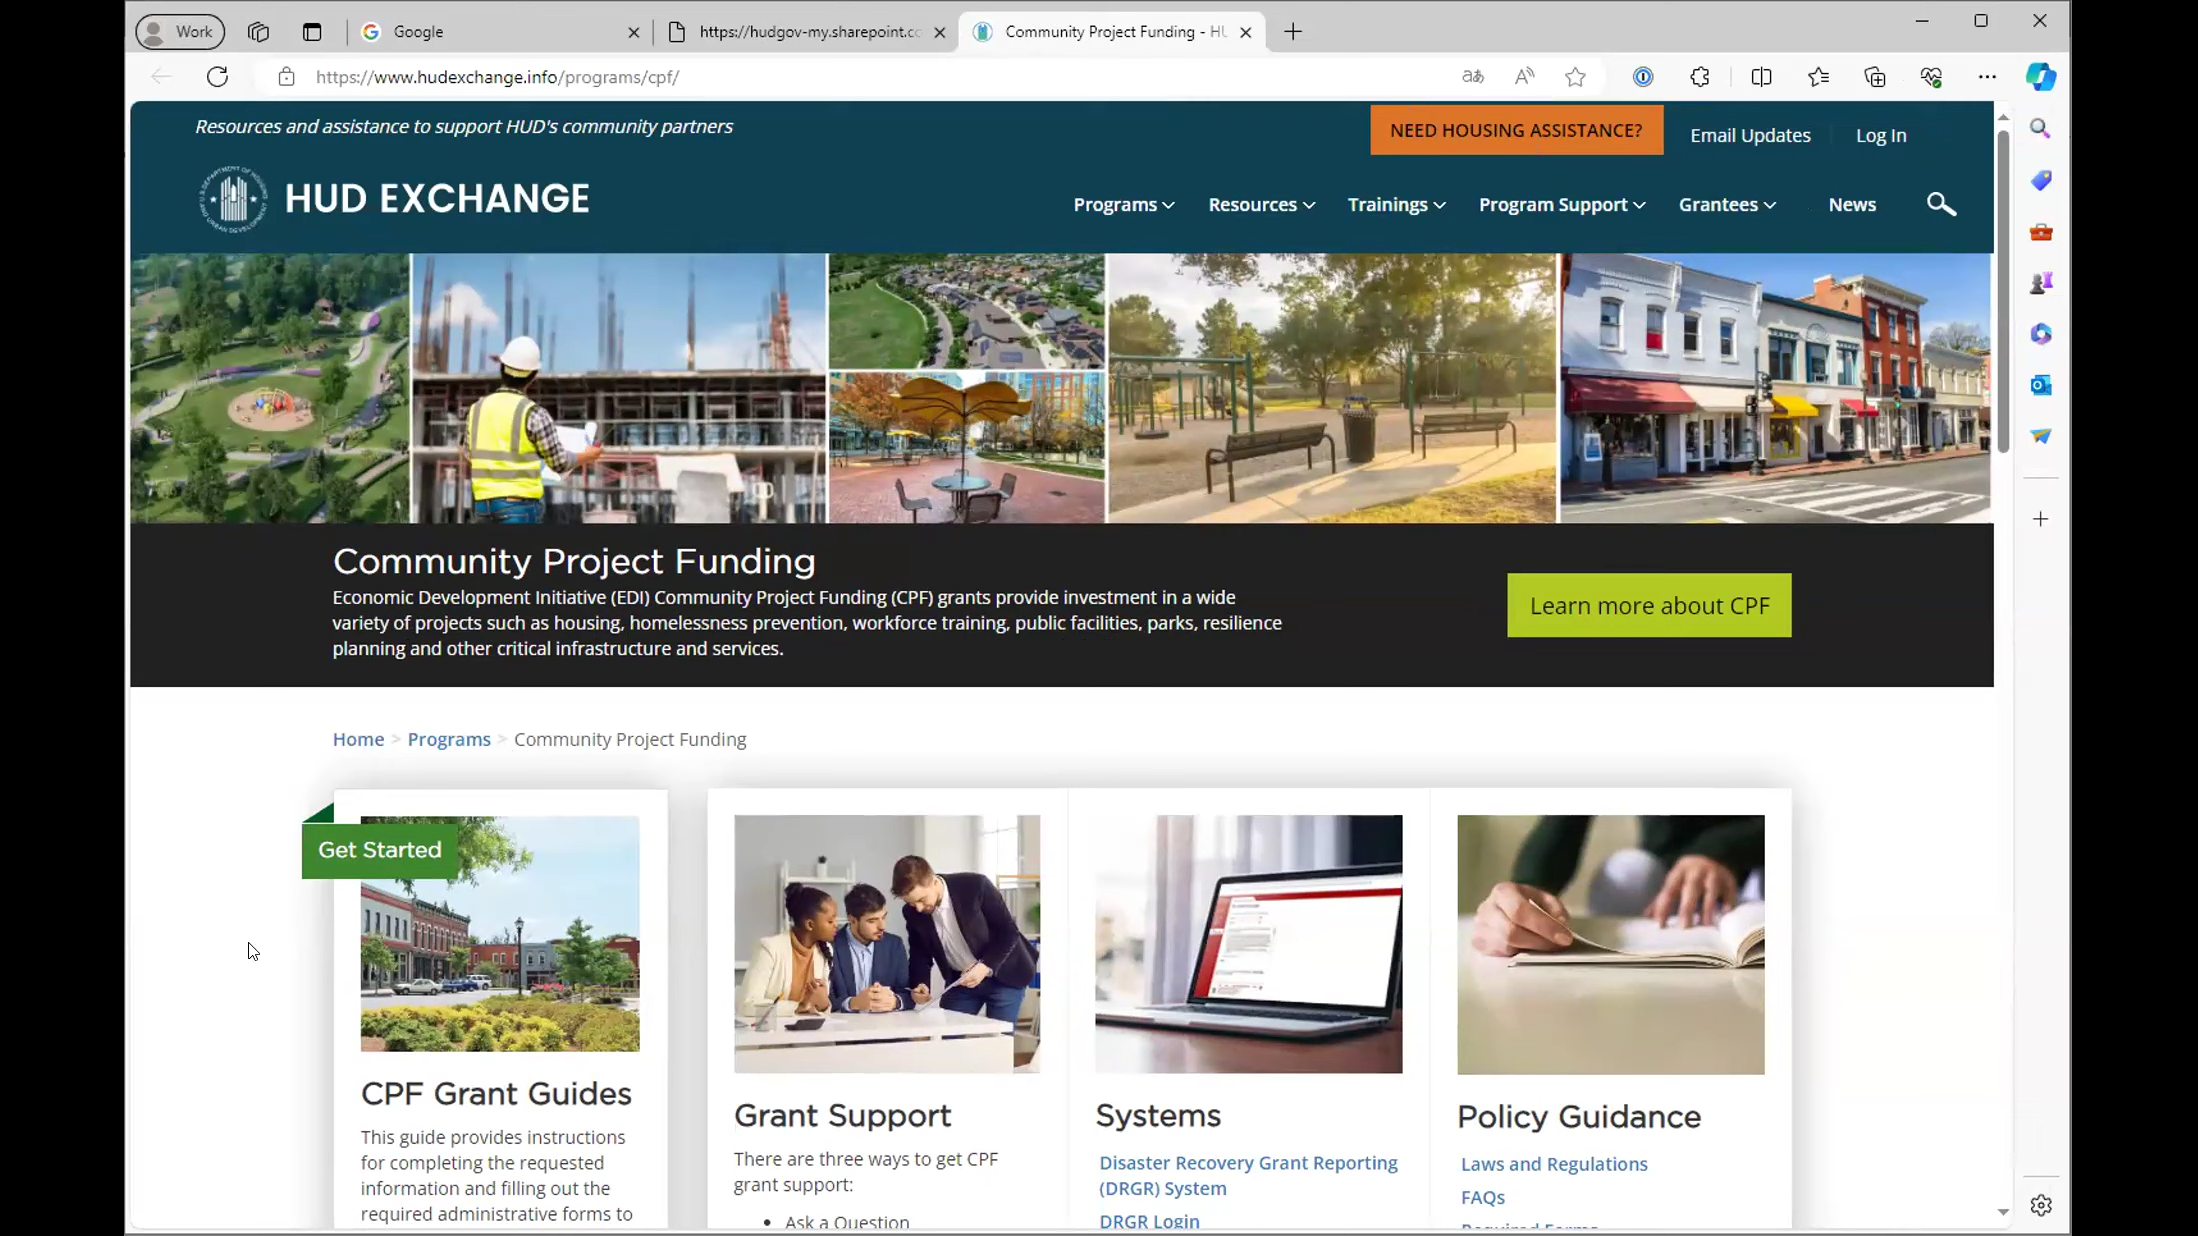 Work
Google
https://hudgov-my.sharepoint.co
Community Project Funding - HU
https://www.hudexchange.info/programs/cpf/
Resources and assistance to support HUD's community partners
NEED HOUSING ASSISTANCE?
Email Updates
Log In
HUD EXCHANGE
Programs
Resources
Trainings
Program Support
Grantees
News
Community Project Funding
Economic Development Initiative (EDI) Community Project Funding (CPF) grants provide investment in a wide
variety of projects such as housing, homelessness prevention, workforce training, public facilities, parks, resilience
planning and other critical infrastructure and services.
Learn more about CPF
Home > Programs > Community Project Funding
Get Started
CPF Grant Guides
This guide provides instructions
for completing the requested
information and filling out the
required administrative forms to
Grant Support
There are three ways to get CPF
grant support:
• Ask a Question
Systems
Disaster Recovery Grant Reporting
(DRGR) System
DRGR Login
Policy Guidance
Laws and Regulations
FAQs
Required Forms